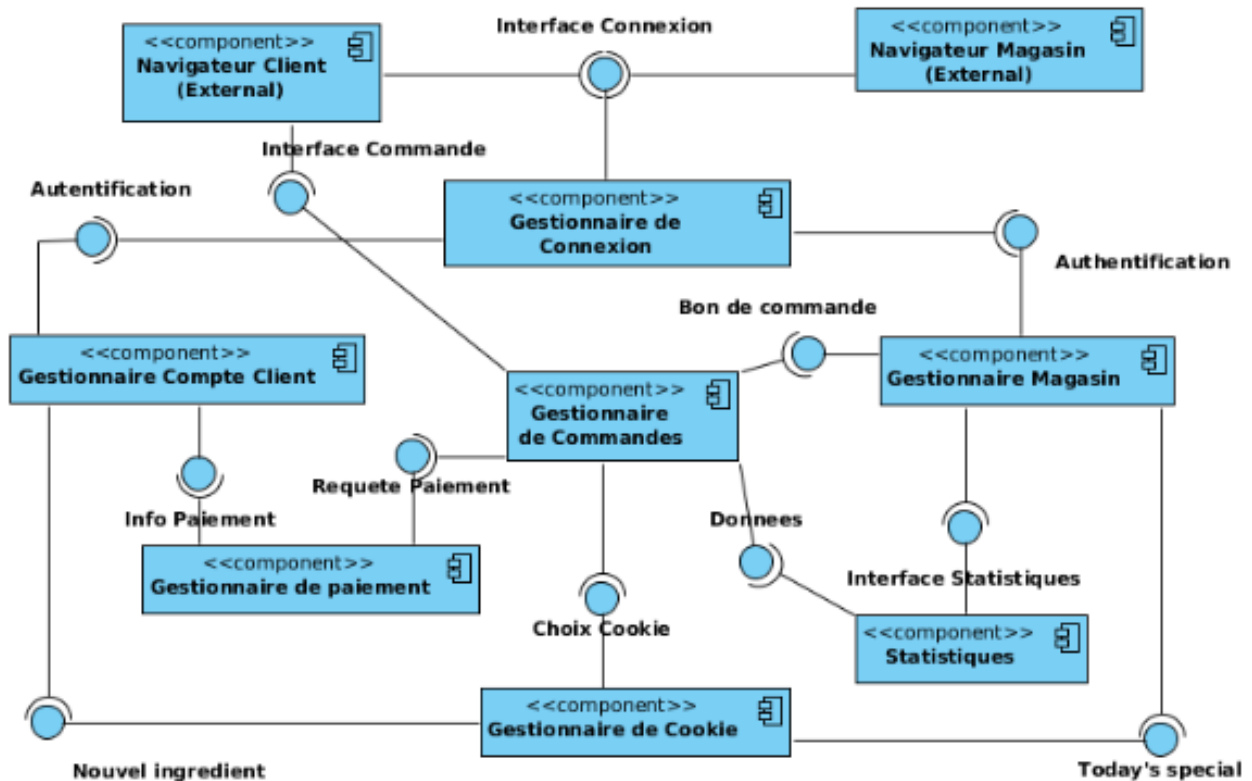 Interface Connexion
<<component>>
Navigateur Client
(External)
<<component>>
Navigateur Magasin
(External)
Interface Commande
Autentification
<<component>>
Gestionnaire de
Connexion
Authentification
Bon de commande
<<component>>
Gestionnaire Compte Client
<<component>>
Gestionnaire Magasin
<<component>>
Gestionnaire
de Commandes
Requete Paiement
Info Paiement
Donnees
<<component>>
Gestionnaire de paiement
Interface Statistiques
Choix Cookie
<<component>>
Statistiques
<<component>>
Gestionnaire de Cookie
Nouvel ingredient
Today's special